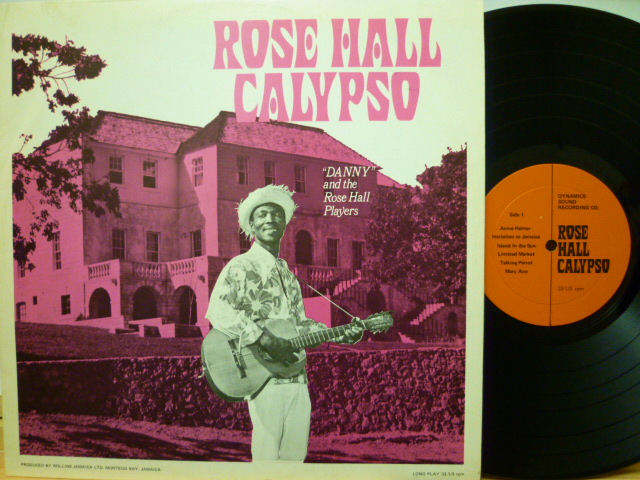 ROSE HALL
CALYPSO
"DANNY"
and the
Rose Hall
Players
PRODUCED BY ROLLINS JAMAICA LTD. MONTEGO BAY, JAMAICA
LONG PLAY 33 1/3 rpm
DYNAMICS
SOUND
RECORDING CO.
Side 1
Annie Palmer
Invitation to Jamaica
Island In the Sun
Linstead Market
Talking Parrot
Mary Ann
ROSE
HALL
CALYPSO
33 1/3 rpm